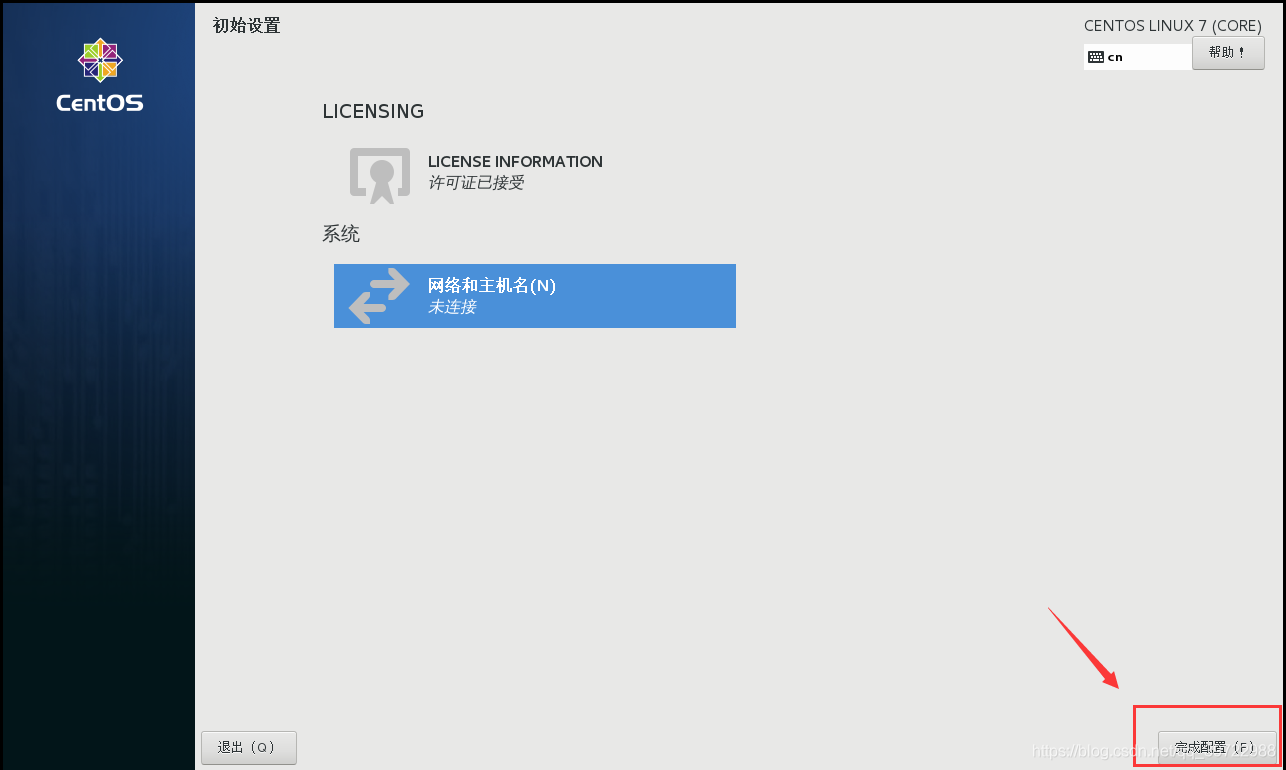 初始设置
CENTOS LINUX 7 (CORE)
cn
帮助！
CentOS
LICENSING
LICENSE INFORMATION
许可证已接受
系统
网络和主机名(N)
未连接
退出（Q）
完成配置（F）
https://blog.csdn.net/